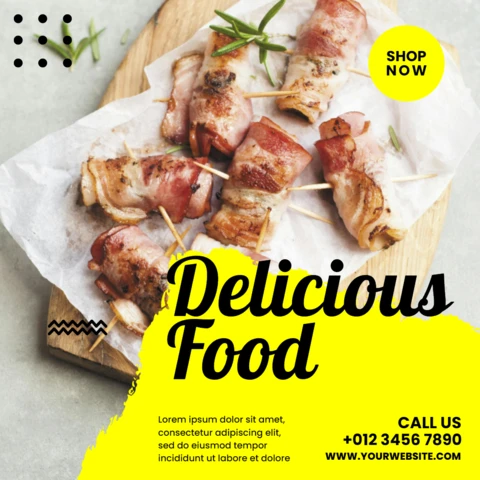 SHOP
NOW
Delicious
Food
Lorem ipsum dolor sit amet,
consectetur adipiscing elit,
sed do eiusmod tempor
incididunt ut labore et dolore
CALL US
+012 3456 7890
WWW.YOURWEBSITE.COM